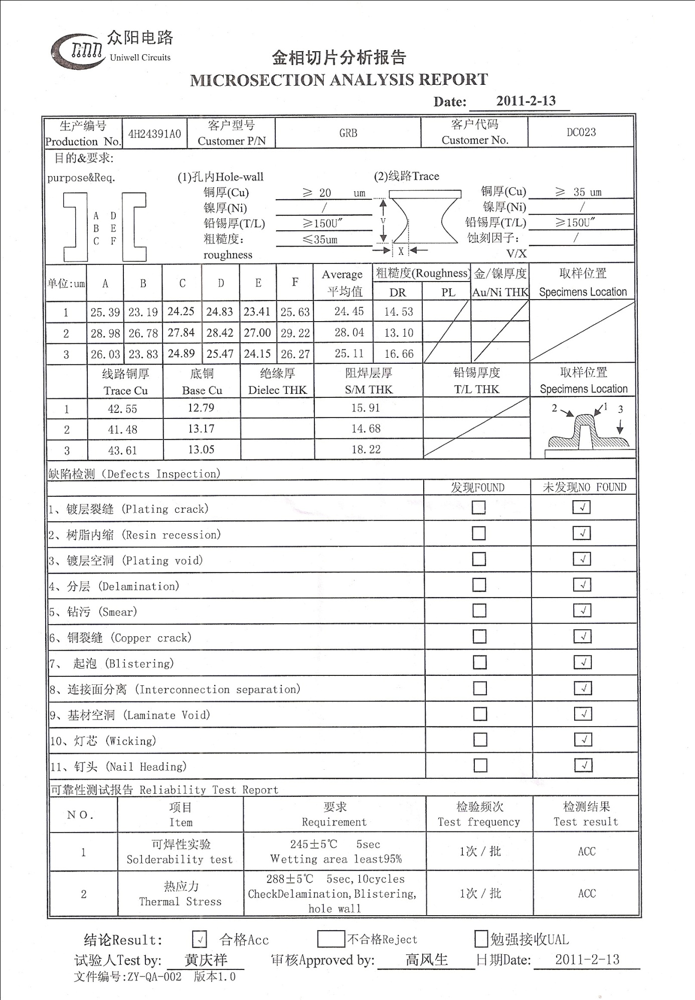 众阳电路
Uniwell Circuits
金相切片分析报告
MICROSECTION ANALYSIS REPORT
Date: 2011-2-13
生产编号 Production No. 4H24391A0 客户型号 Customer P/N GRB 客户代码 Customer No. DC023
目的&要求:
purpose&Req. (1)孔内Hole-wall (2)线路Trace
铜厚(Cu) ≥ 20 um 铜厚(Cu) ≥ 35 um
镍厚(Ni) / 镍厚(Ni) /
铅锡厚(T/L) ≥150U″ 铅锡厚(T/L) ≥150U″
粗糙度: ≤35um 蚀刻因子: /
roughness V/X
A D
B E
C F
V
X
单位:um A B C D E F Average 平均值 粗糙度(Roughness) DR PL 金/镍厚度 Au/Ni THK 取样位置 Specimens Location
1 25.39 23.19 24.25 24.83 23.41 25.63 24.45 14.53
2 28.98 26.78 27.84 28.42 27.00 29.22 28.04 13.10
3 26.03 23.83 24.89 25.47 24.15 26.27 25.11 16.66
线路铜厚 底铜 绝缘厚 阻焊层厚 铅锡厚度 取样位置
Trace Cu Base Cu Dielec THK S/M THK T/L THK Specimens Location
1 42.55 12.79 15.91
2 41.48 13.17 14.68
3 43.61 13.05 18.22
2 1 3
缺陷检测 (Defects Inspection)
发现FOUND 未发现NO FOUND
1、镀层裂缝 (Plating crack) √
2、树脂内缩 (Resin recession) √
3、镀层空洞 (Plating void) √
4、分层 (Delamination) √
5、钻污 (Smear) √
6、铜裂缝 (Copper crack) √
7、 起泡 (Blistering) √
8、连接面分离 (Interconnection separation) √
9、基材空洞 (Laminate Void) √
10、灯芯 (Wicking) √
11、钉头 (Nail Heading) √
可靠性测试报告 Reliability Test Report
NO. 项目 Item 要求 Requirement 检验频次 Test frequency 检测结果 Test result
1 可焊性实验 Solderability test 245±5℃ 5sec Wetting area least95% 1次/批 ACC
2 热应力 Thermal Stress 288±5℃ 5sec,10cycles CheckDelamination,Blistering, hole wall 1次/批 ACC
结论Result: √ 合格Acc 不合格Reject 勉强接收UAL
试验人Test by: 黄庆祥 审核Approved by: 高风生 日期Date: 2011-2-13
文件编号:ZY-QA-002 版本1.0